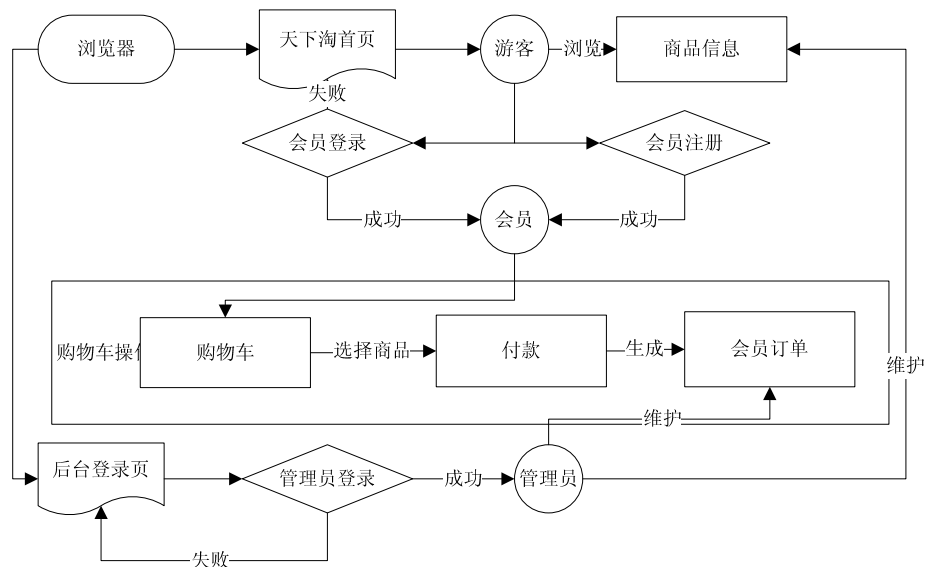 浏览器
天下淘首页
游客
浏览
商品信息
失败
会员登录
会员注册
成功
会员
成功
购物车操
购物车
选择商品
付款
生成
会员订单
维护
维护
后台登录页
管理员登录
成功
管理员
失败